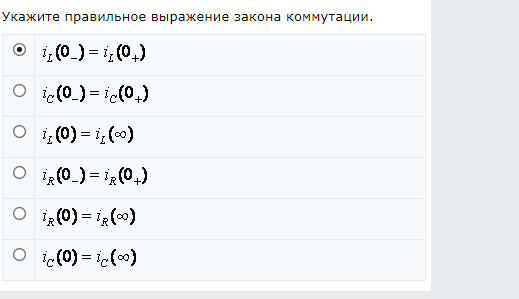 Укажите правильное выражение закона коммутации.
i_L(0_-) = i_L(0_+)
i_C(0_-) = i_C(0_+)
i_L(0) = i_L(∞)
i_R(0_-) = i_R(0_+)
i_R(0) = i_R(∞)
i_C(0) = i_C(∞)